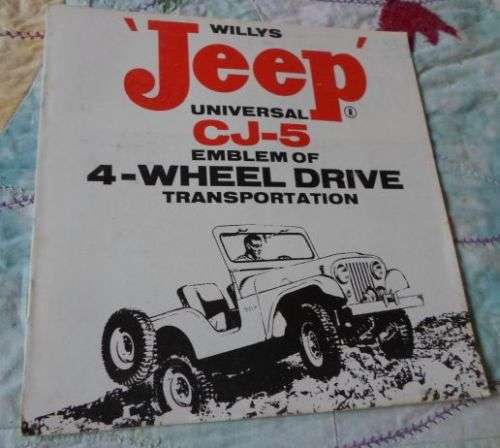 WILLYS
'Jeep'
®
UNIVERSAL
CJ-5
EMBLEM OF
4-WHEEL DRIVE
TRANSPORTATION